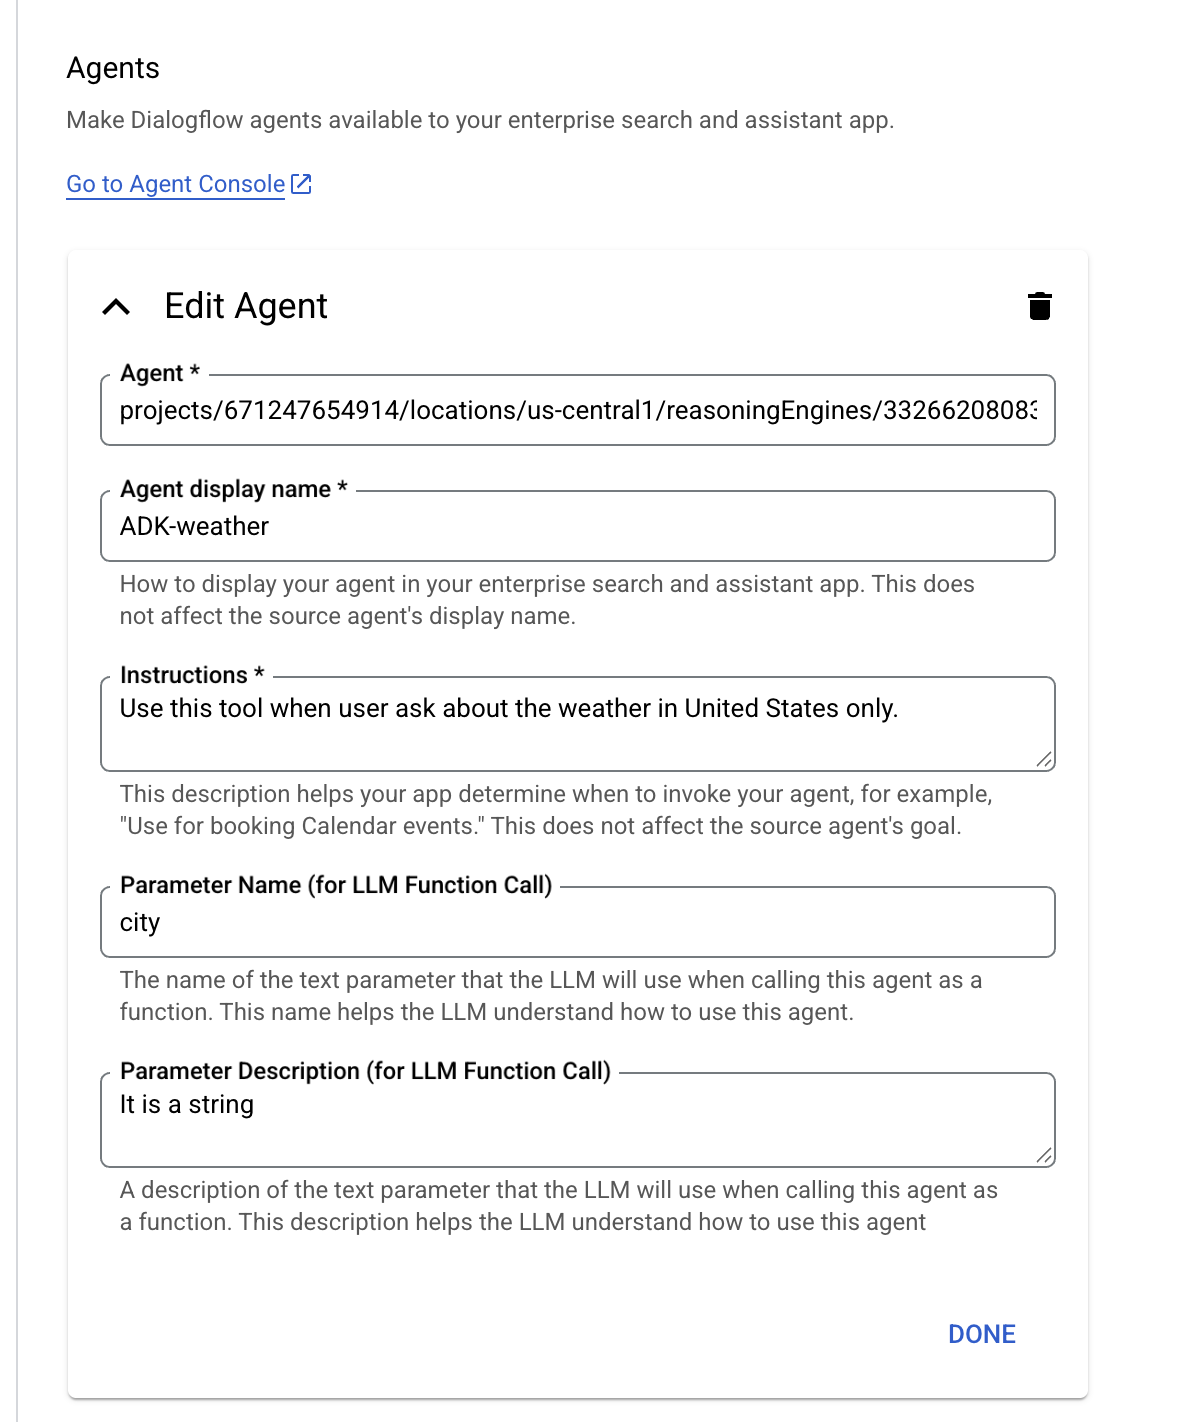 Agents
Make Dialogflow agents available to your enterprise search and assistant app.
Go to Agent Console
Edit Agent
Agent *
projects/671247654914/locations/us-central1/reasoningEngines/33266208083
Agent display name *
ADK-weather
How to display your agent in your enterprise search and assistant app. This does
not affect the source agent's display name.
Instructions *
Use this tool when user ask about the weather in United States only.
This description helps your app determine when to invoke your agent, for example,
"Use for booking Calendar events." This does not affect the source agent's goal.
Parameter Name (for LLM Function Call)
city
The name of the text parameter that the LLM will use when calling this agent as a
function. This name helps the LLM understand how to use this agent.
Parameter Description (for LLM Function Call)
It is a string
A description of the text parameter that the LLM will use when calling this agent as
a function. This description helps the LLM understand how to use this agent
DONE